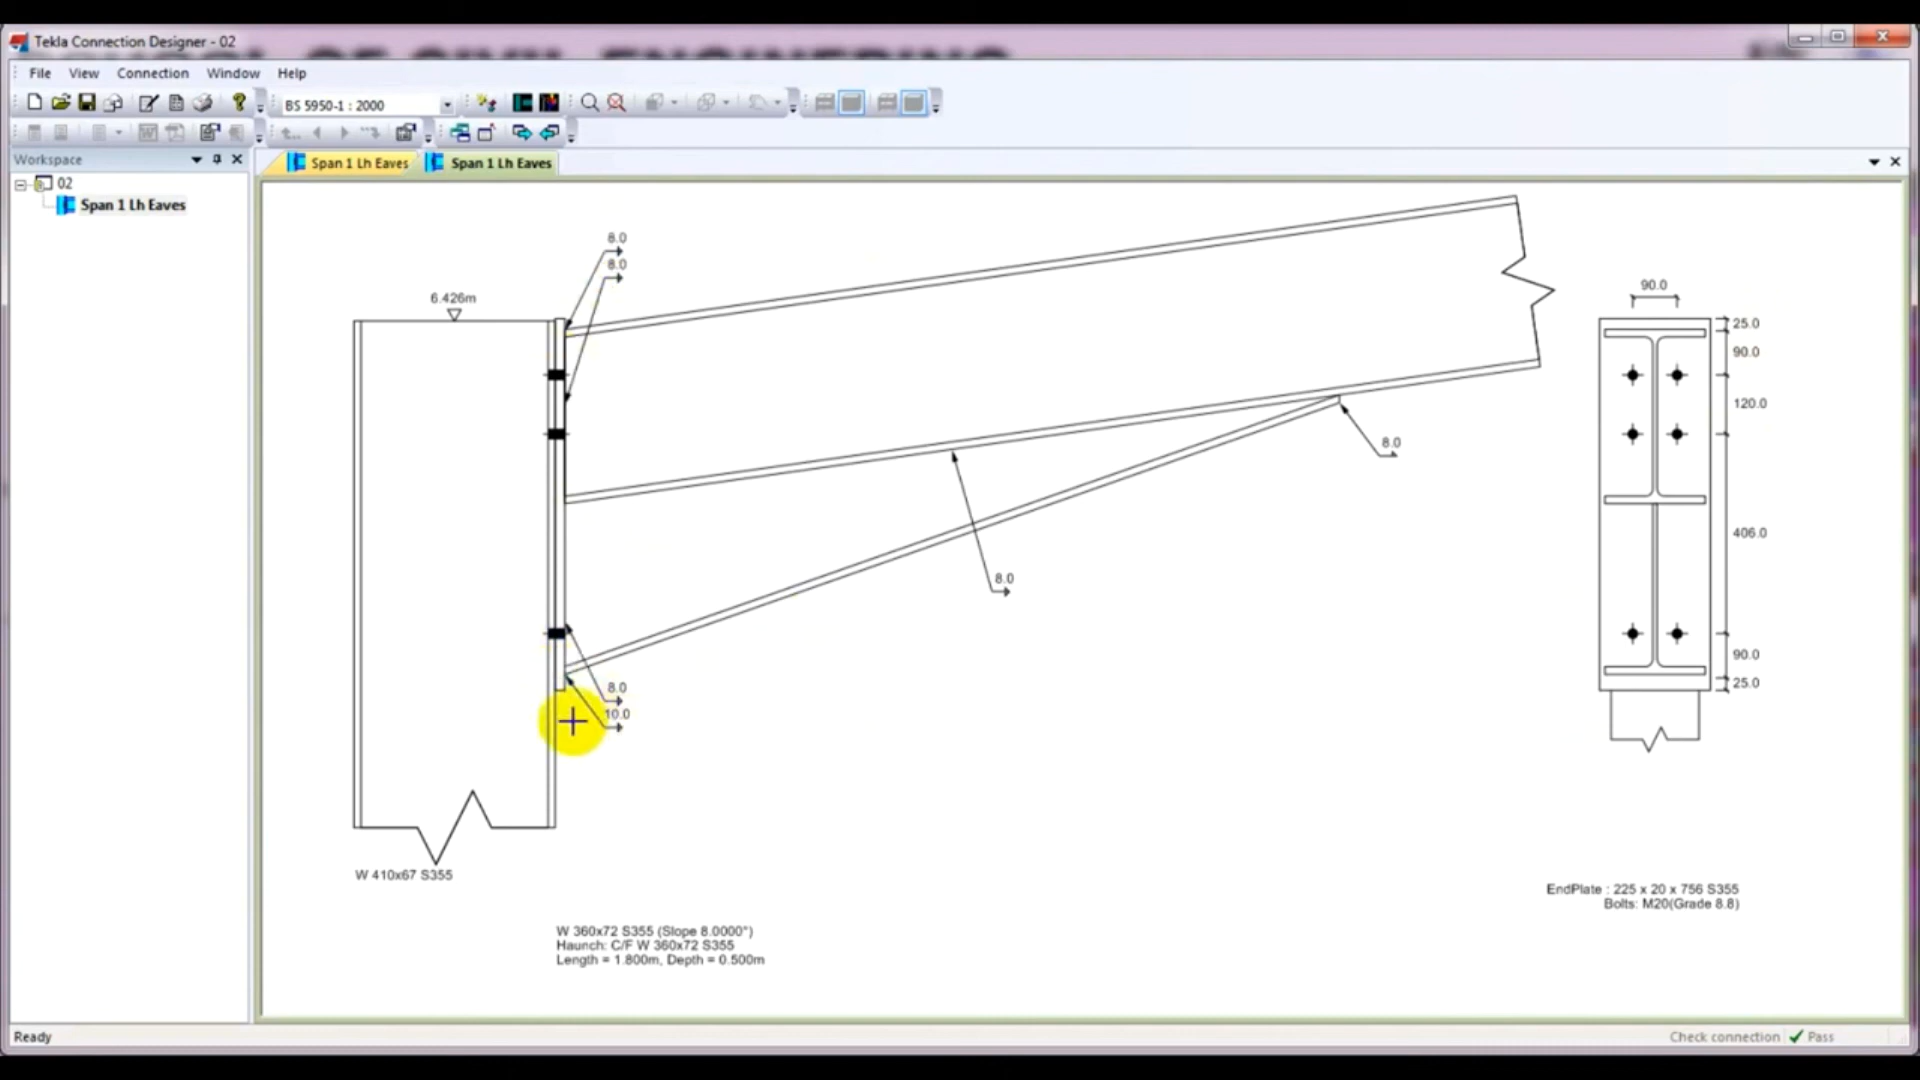 Tekla Connection Designer - 02
File View Connection Window Help
BS 5950-1 : 2000
Workspace
Span 1 Lh Eaves
Span 1 Lh Eaves
02
Span 1 Lh Eaves
8.0
8.0
6.426m
90.0
25.0
90.0
120.0
8.0
406.0
8.0
90.0
25.0
8.0
10.0
W 410x67 S355
EndPlate : 225 x 20 x 756 S355
Bolts: M20(Grade 8.8)
W 360x72 S355 (Slope 8.0000°)
Haunch: C/F W 360x72 S355
Length = 1.800m, Depth = 0.500m
Ready
Check connection Pass